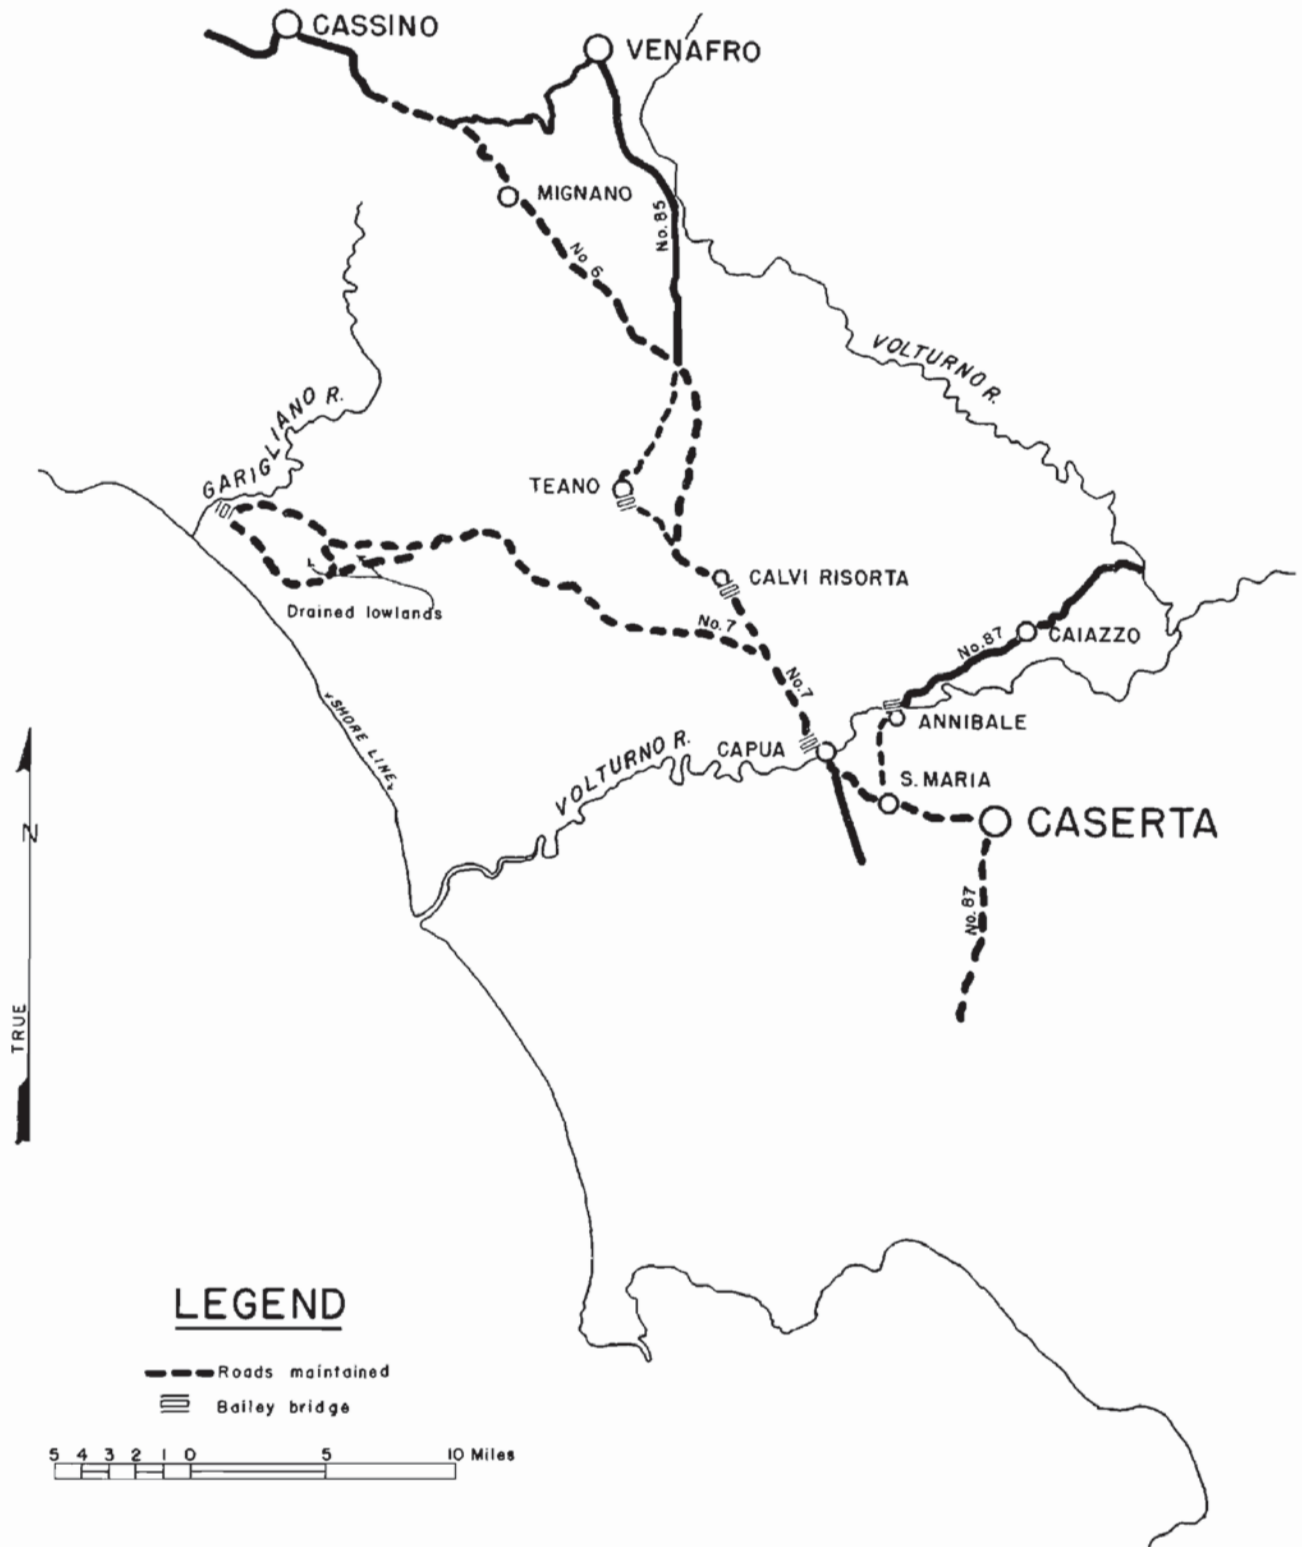 CASSINO
VENAFRO
MIGNANO
No. 85
No 6
VOLTURNO R.
GARIGLIANO R.
TEANO
CALVI RISORTA
Drained lowlands
No. 7
No. 87
CAIAZZO
SHORE LINE
No. 7
ANNIBALE
VOLTURNO R.
CAPUA
S. MARIA
CASERTA
N
No. 87
TRUE
LEGEND
Roads maintained
Bailey bridge
5 4 3 2 1 0 5 10 Miles